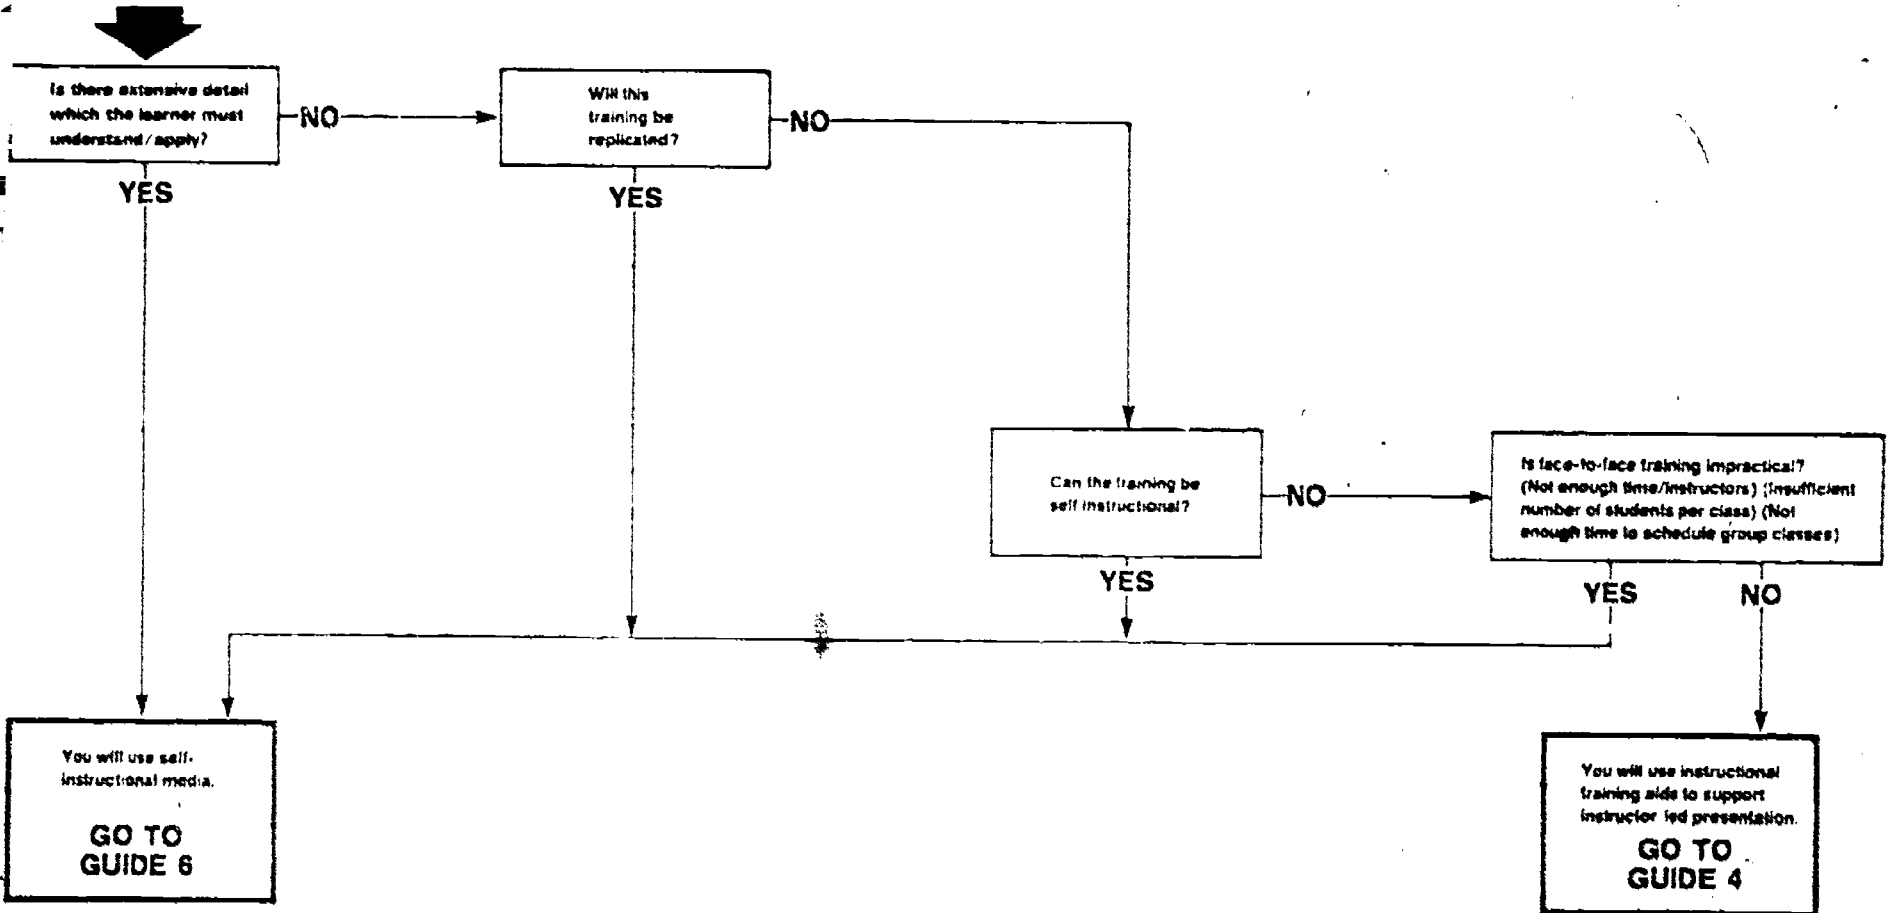 Is there extensive detail
which the learner must
understand/apply?
NO
YES
Will this
training be
replicated?
NO
YES
Can the training be
self instructional?
NO
YES
Is face-to-face training impractical?
(Not enough time/instructors) (Insufficient
number of students per class) (Not
enough time to schedule group classes)
YES
NO
You will use self-
instructional media.
GO TO
GUIDE 6
You will use instructional
training aids to support
instructor led presentation.
GO TO
GUIDE 4